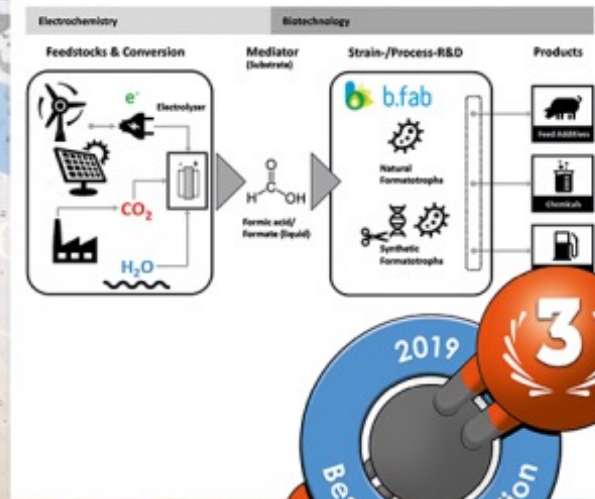 Electrochemistry
Biotechnology
Feedstocks & Conversion
Mediator
(Substrate)
Strain-/Process-R&D
Products
e-
Electrolyzer
b.fab
Feed Additives
Natural
Formatotrophs
O
H C OH
CO2
Formic acid/
formate (liquid)
Chemicals
Synthetic
Formatotrophs
H2O
3
2019